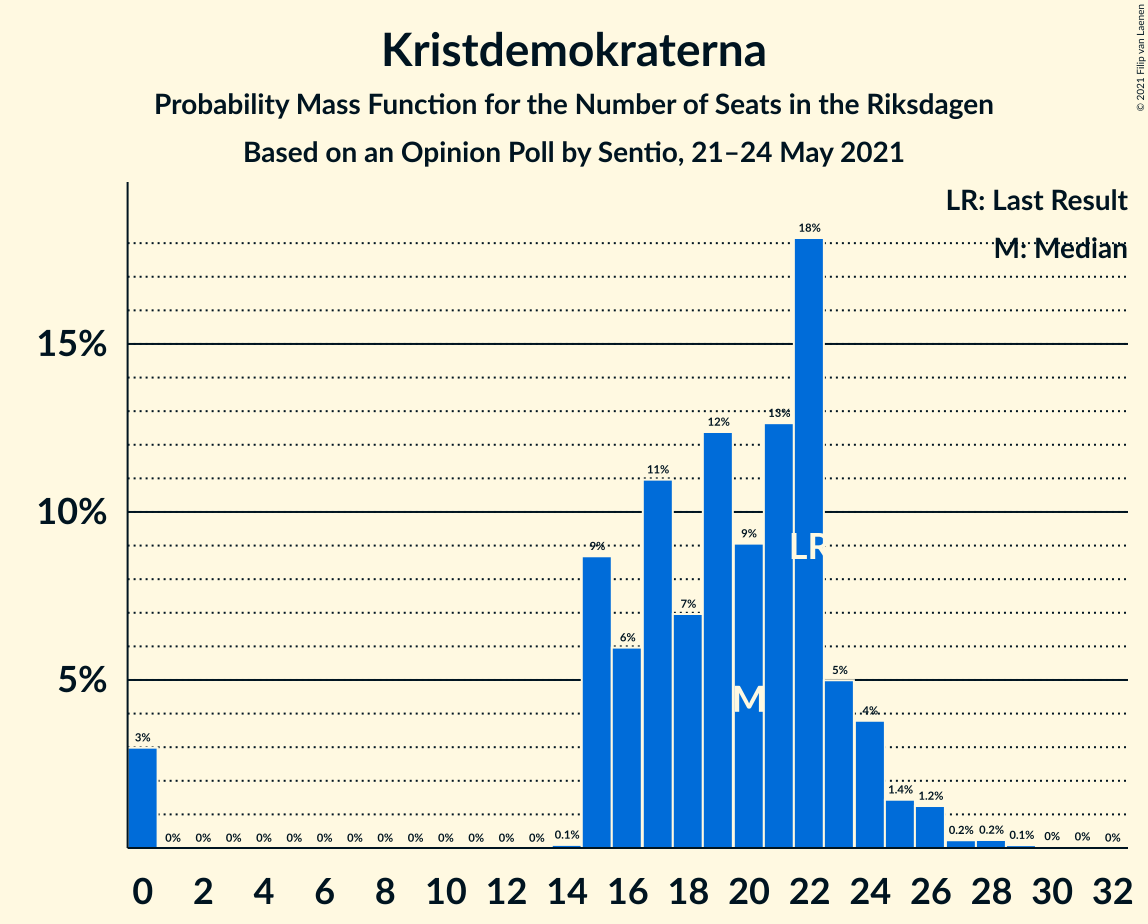 Kristdemokraterna
Probability Mass Function for the Number of Seats in the Riksdagen
Based on an Opinion Poll by Sentio, 21–24 May 2021
© 2021 Filip van Laenen
LR: Last Result
M: Median
15%
10%
5%
3% 0% 0% 0% 0% 0% 0% 0% 0% 0% 0% 0% 0% 0% 0.1% 9% 6% 11% 7% 12% 9% 13% 18% 5% 4% 1.4% 1.2% 0.2% 0.2% 0.1% 0% 0% 0%
LR
M
0 2 4 6 8 10 12 14 16 18 20 22 24 26 28 30 32